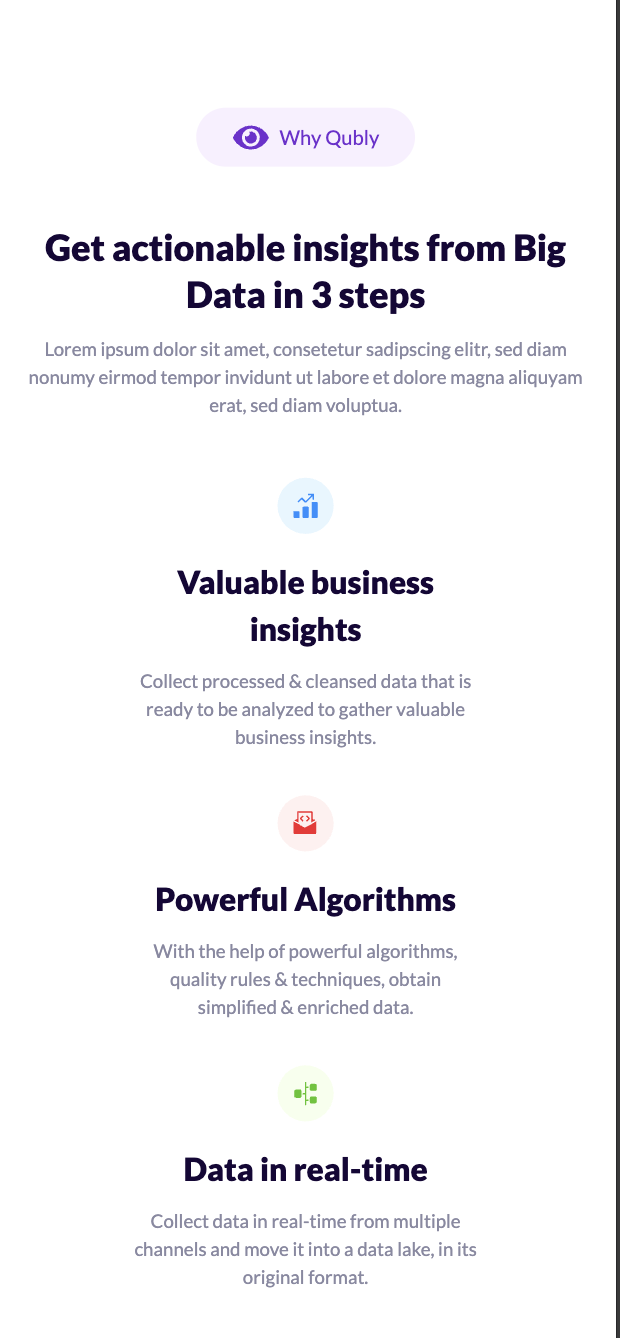 Why Qubly
Get actionable insights from Big
Data in 3 steps
Lorem ipsum dolor sit amet, consetetur sadipscing elitr, sed diam
nonumy eirmod tempor invidunt ut labore et dolore magna aliquyam
erat, sed diam voluptua.
Valuable business
insights
Collect processed & cleansed data that is
ready to be analyzed to gather valuable
business insights.
Powerful Algorithms
With the help of powerful algorithms,
quality rules & techniques, obtain
simplified & enriched data.
Data in real-time
Collect data in real-time from multiple
channels and move it into a data lake, in its
original format.